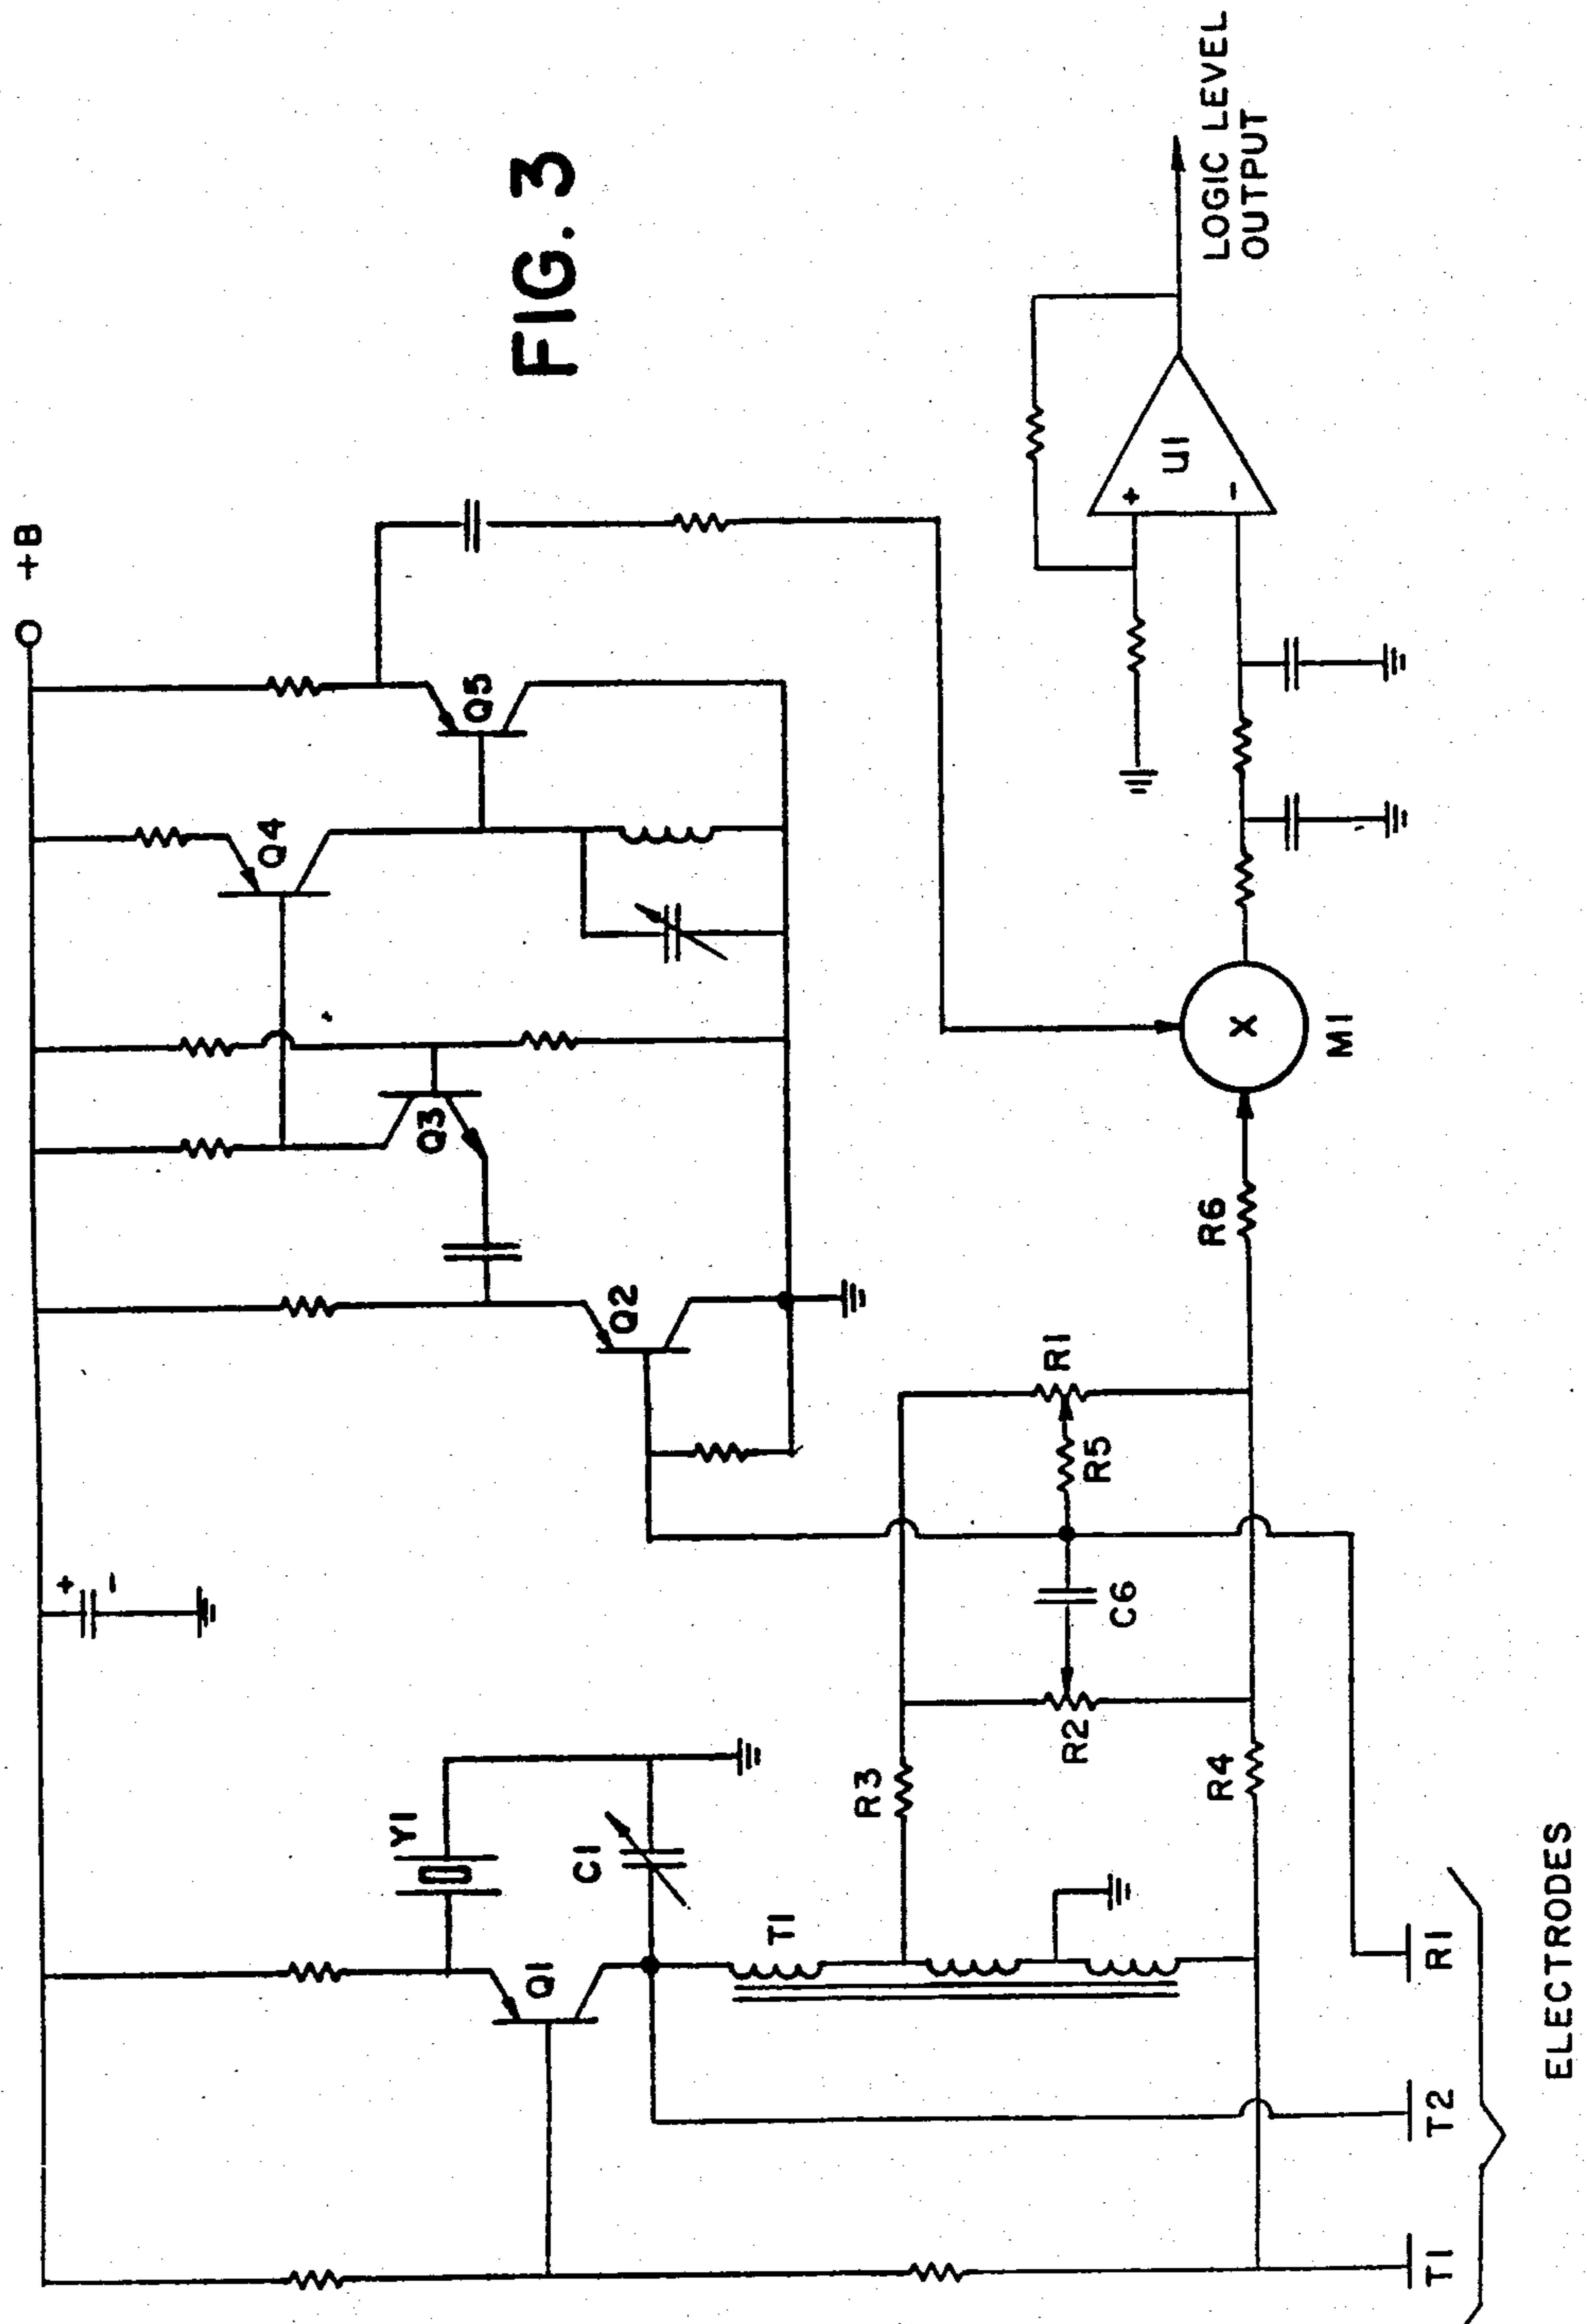 FIG. 3
+B
Q1
Y1
C1
T1
Q2
Q3
Q4
Q5
+
-
R3
R2
C6
R5
R1
R4
R6
X
M1
+
-
U1
LOGIC LEVEL
OUTPUT
T1
T2
R1
ELECTRODES